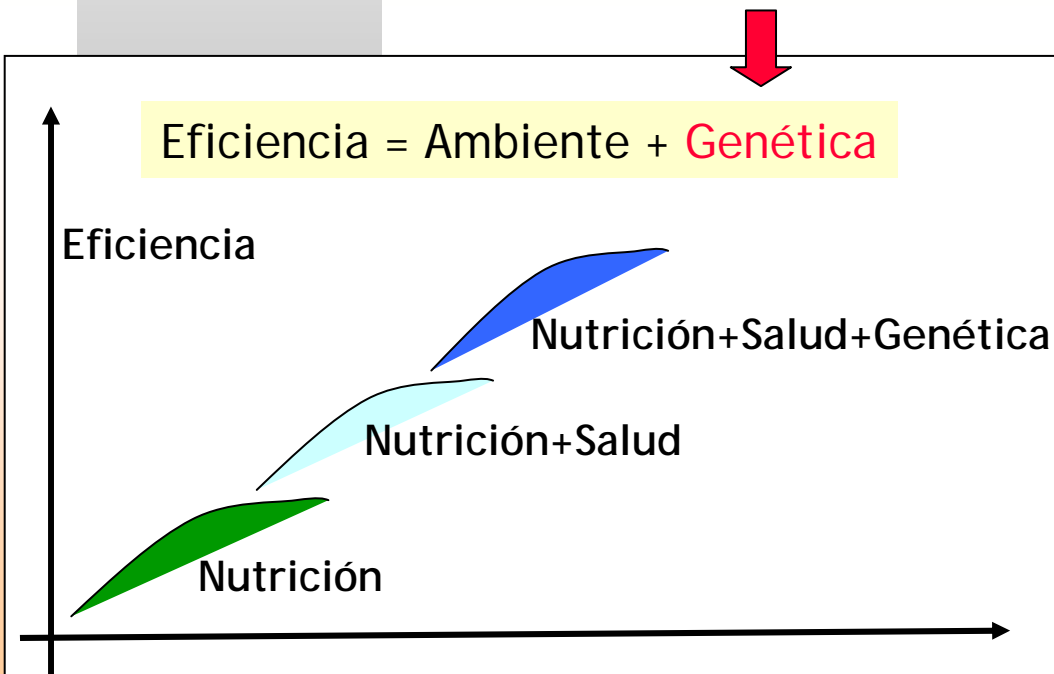 Eficiencia = Ambiente + Genética
Eficiencia
Nutrición+Salud+Genética
Nutrición+Salud
Nutrición